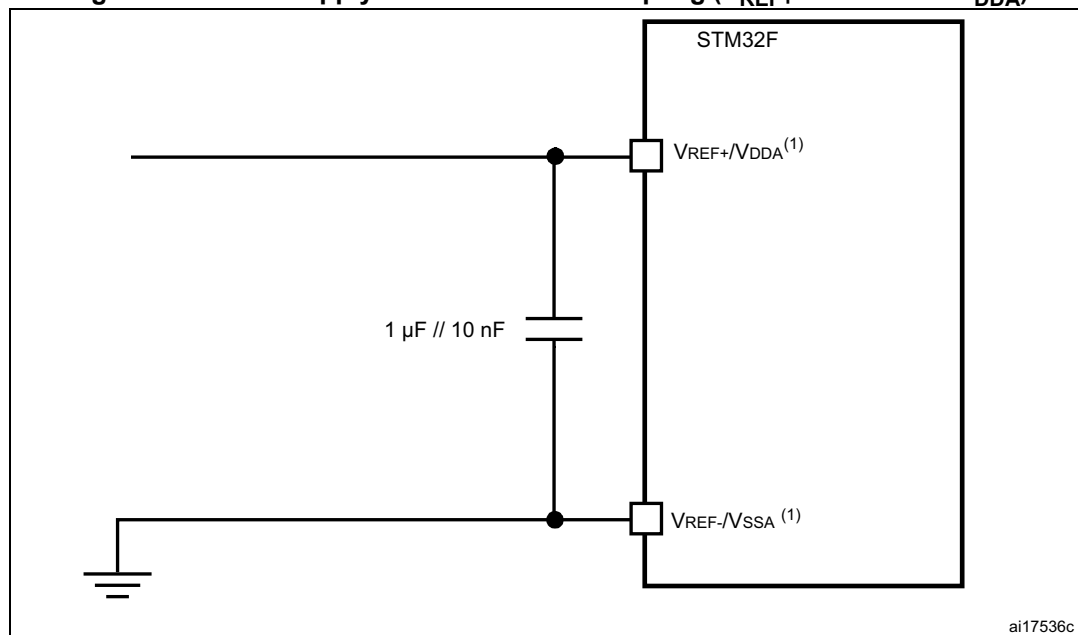 STM32F
VREF+/VDDA(1)
1 µF // 10 nF
VREF-/VSSA (1)
ai17536c